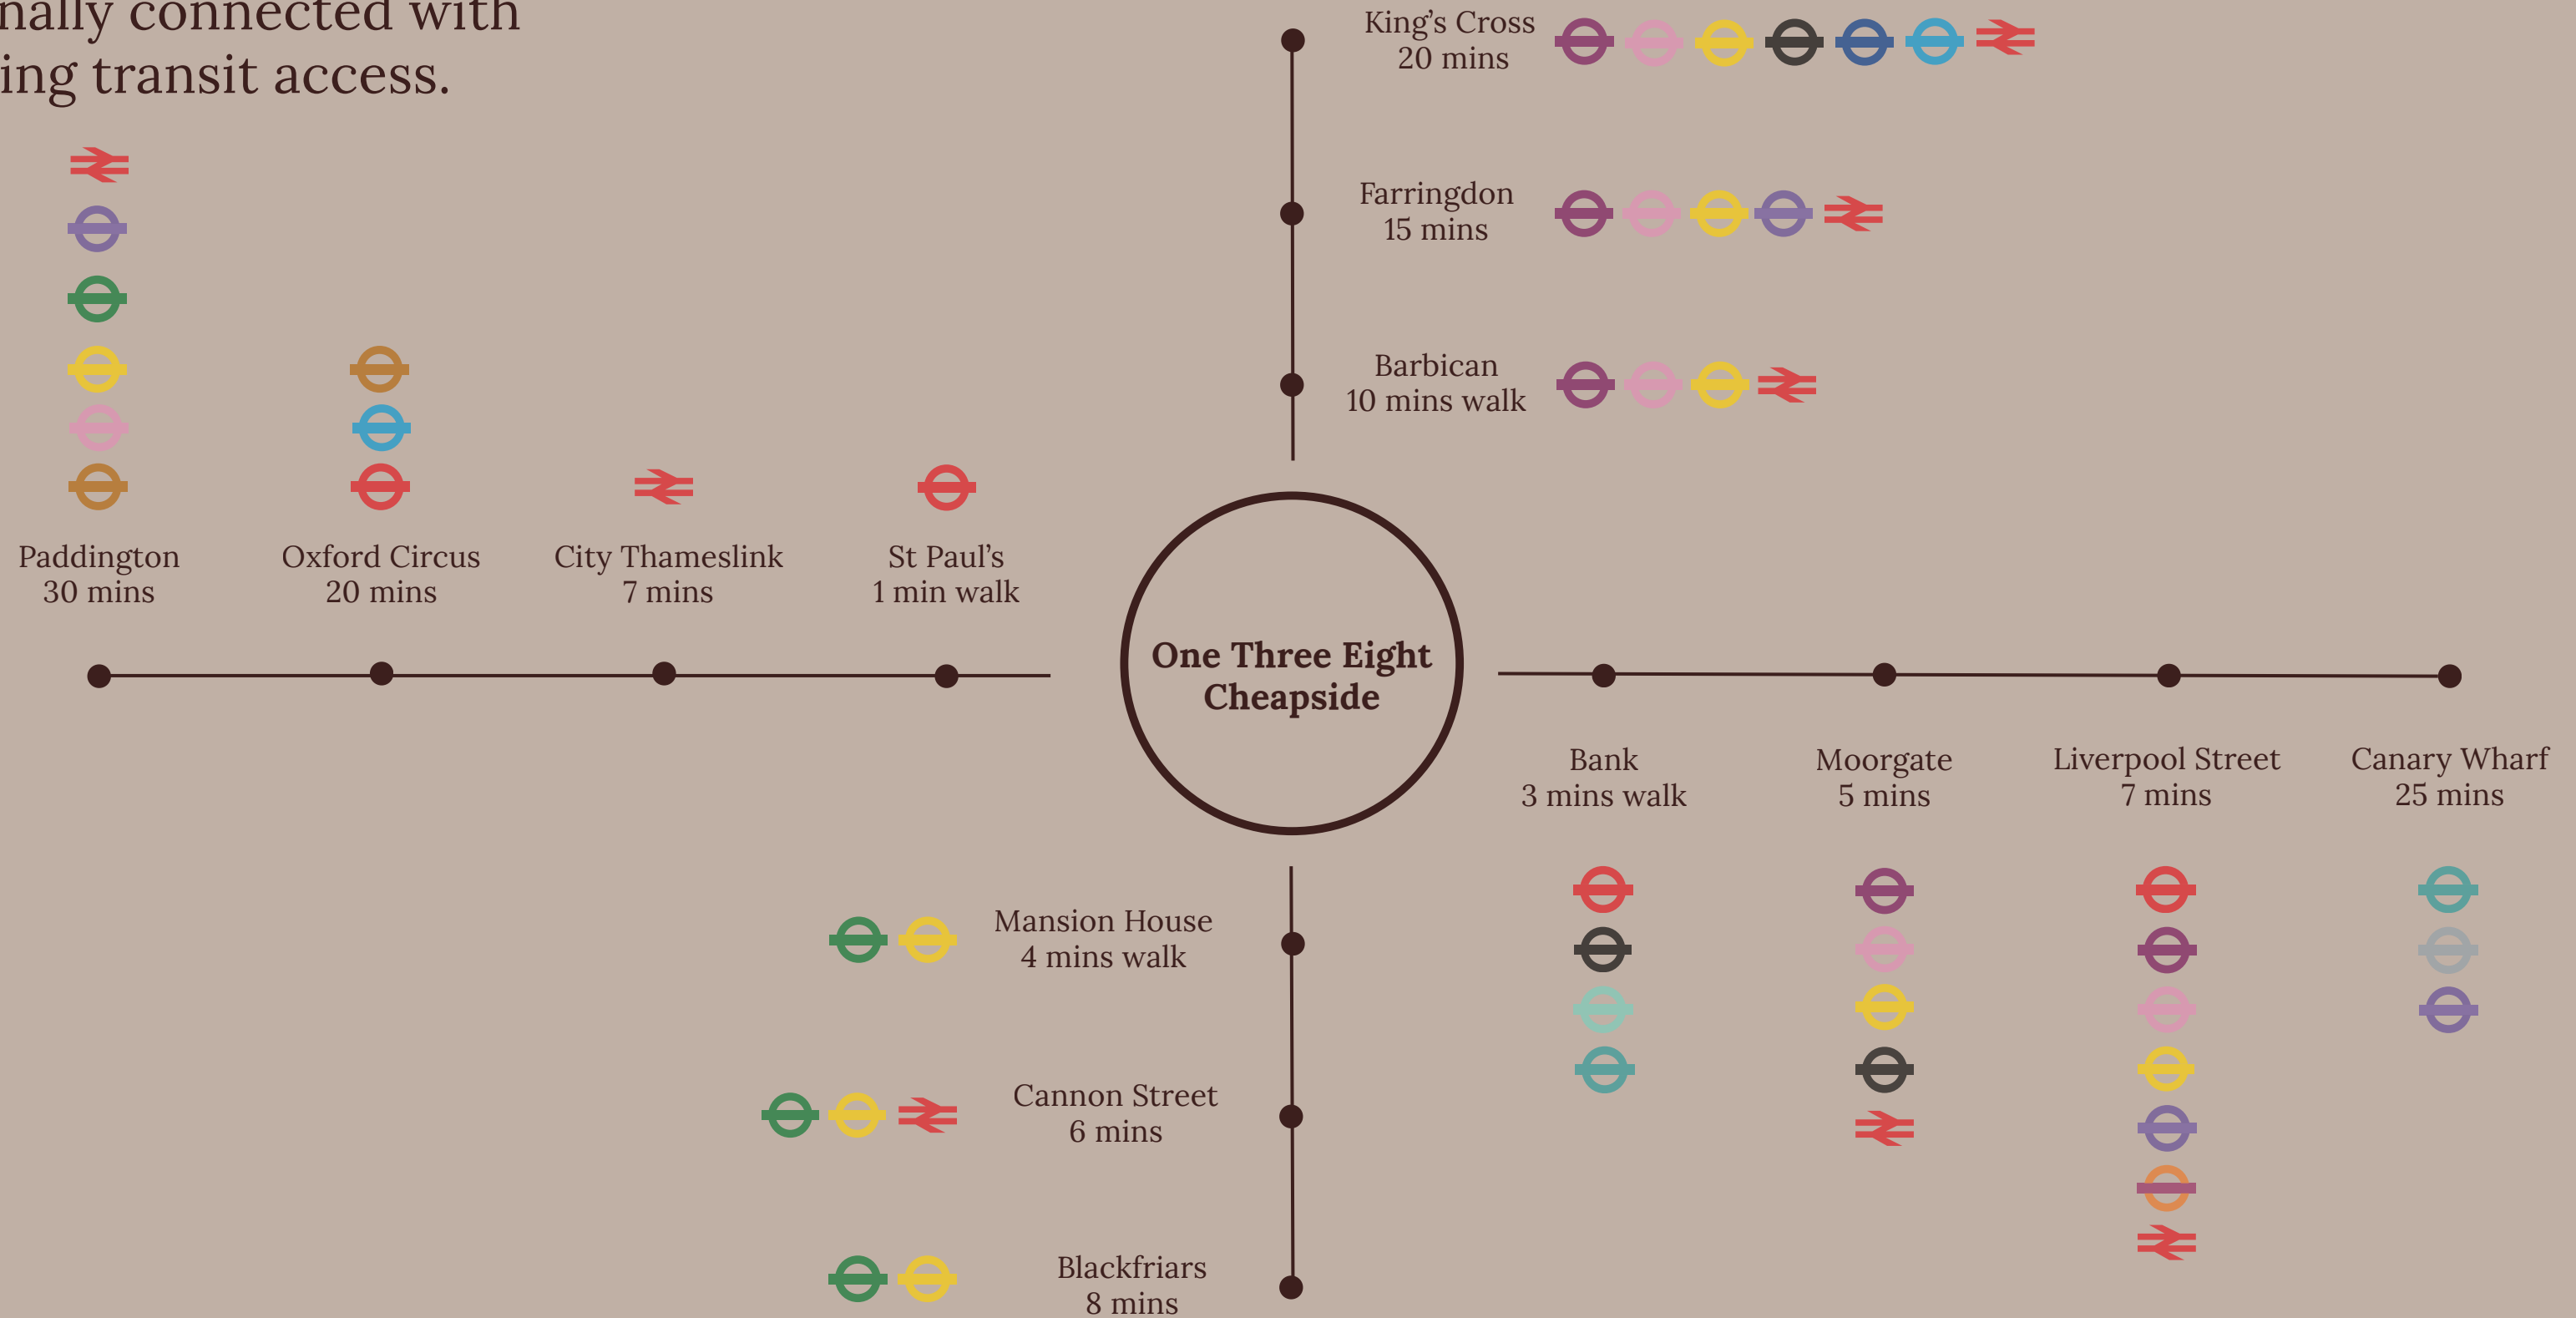 nally connected with
ing transit access.
King's Cross
20 mins
Farringdon
15 mins
Barbican
10 mins walk
Paddington
30 mins
Oxford Circus
20 mins
City Thameslink
7 mins
St Paul's
1 min walk
One Three Eight
Cheapside
Bank
3 mins walk
Moorgate
5 mins
Liverpool Street
7 mins
Canary Wharf
25 mins
Mansion House
4 mins walk
Cannon Street
6 mins
Blackfriars
8 mins